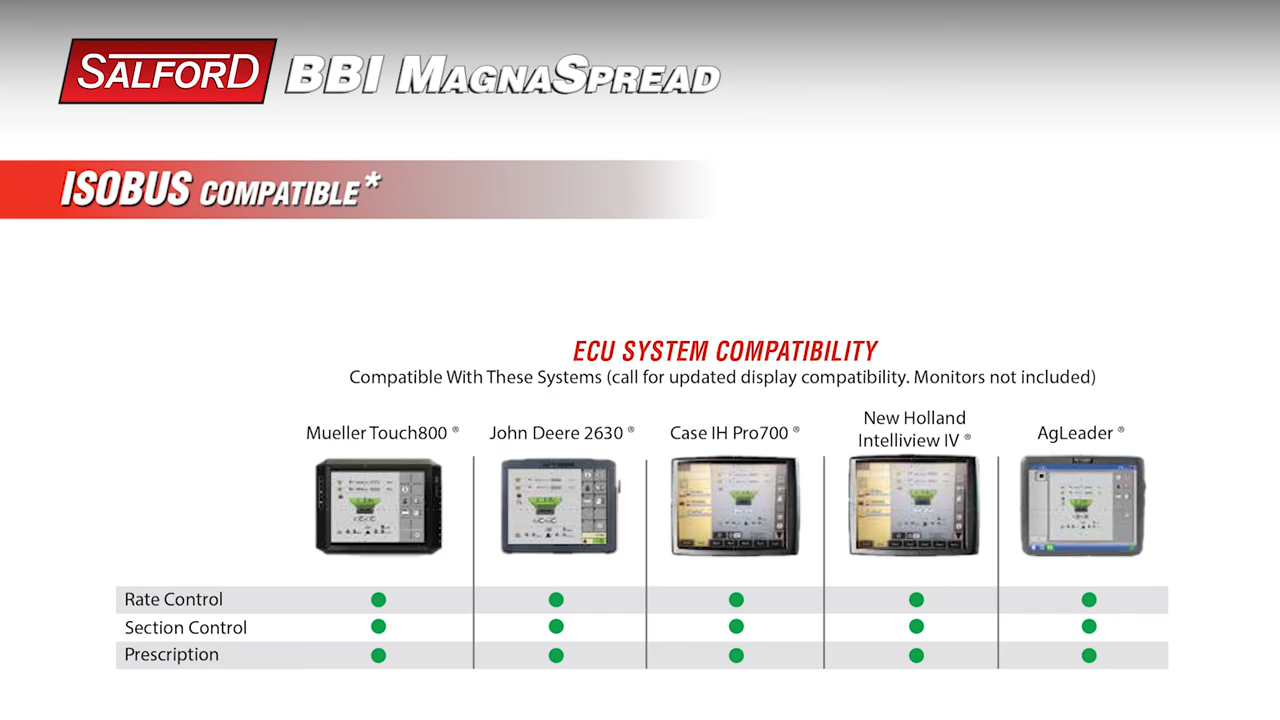 SALFORD BBI MAGNASPREAD
ISOBUS COMPATIBLE*
ECU SYSTEM COMPATIBILITY
Compatible With These Systems (call for updated display compatibility. Monitors not included)
Mueller Touch800 ®
John Deere 2630 ®
Case IH Pro700 ®
New Holland
Intelliview IV ®
AgLeader ®
Rate Control
Section Control
Prescription